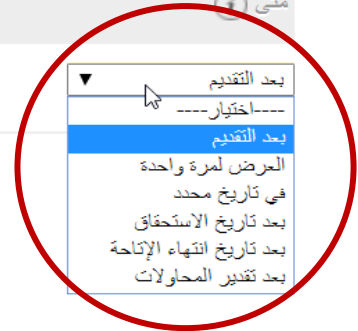 متى
بعد التقديم
----اختيار----
بعد التقديم
العرض لمرة واحدة
في تاريخ محدد
بعد تاريخ الاستحقاق
بعد تاريخ انتهاء الإتاحة
بعد تقدير المحاولات